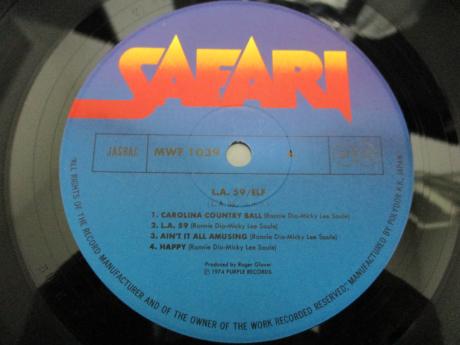 SAFARI
JASRAC
MWF 1039
L.A. 59/ELF
1. CAROLINA COUNTRY BALL (Ronnie Dio-Micky Lee Soule)
2. L.A. 59 (Ronnie Dio-Micky Lee Soule)
3. AIN'T IT ALL AMUSING (Ronnie Dio-Micky Lee Soule)
4. HAPPY (Ronnie Dio-Micky Lee Soule)
Produced by Roger Glover
Ⓟ 1974 PURPLE RECORDS.
"ALL RIGHTS OF THE RECORD MANUFACTURER AND OF THE OWNER OF THE WORK RECORDED RESERVED," MANUFACTURED BY POLYDOR K.K. JAPAN